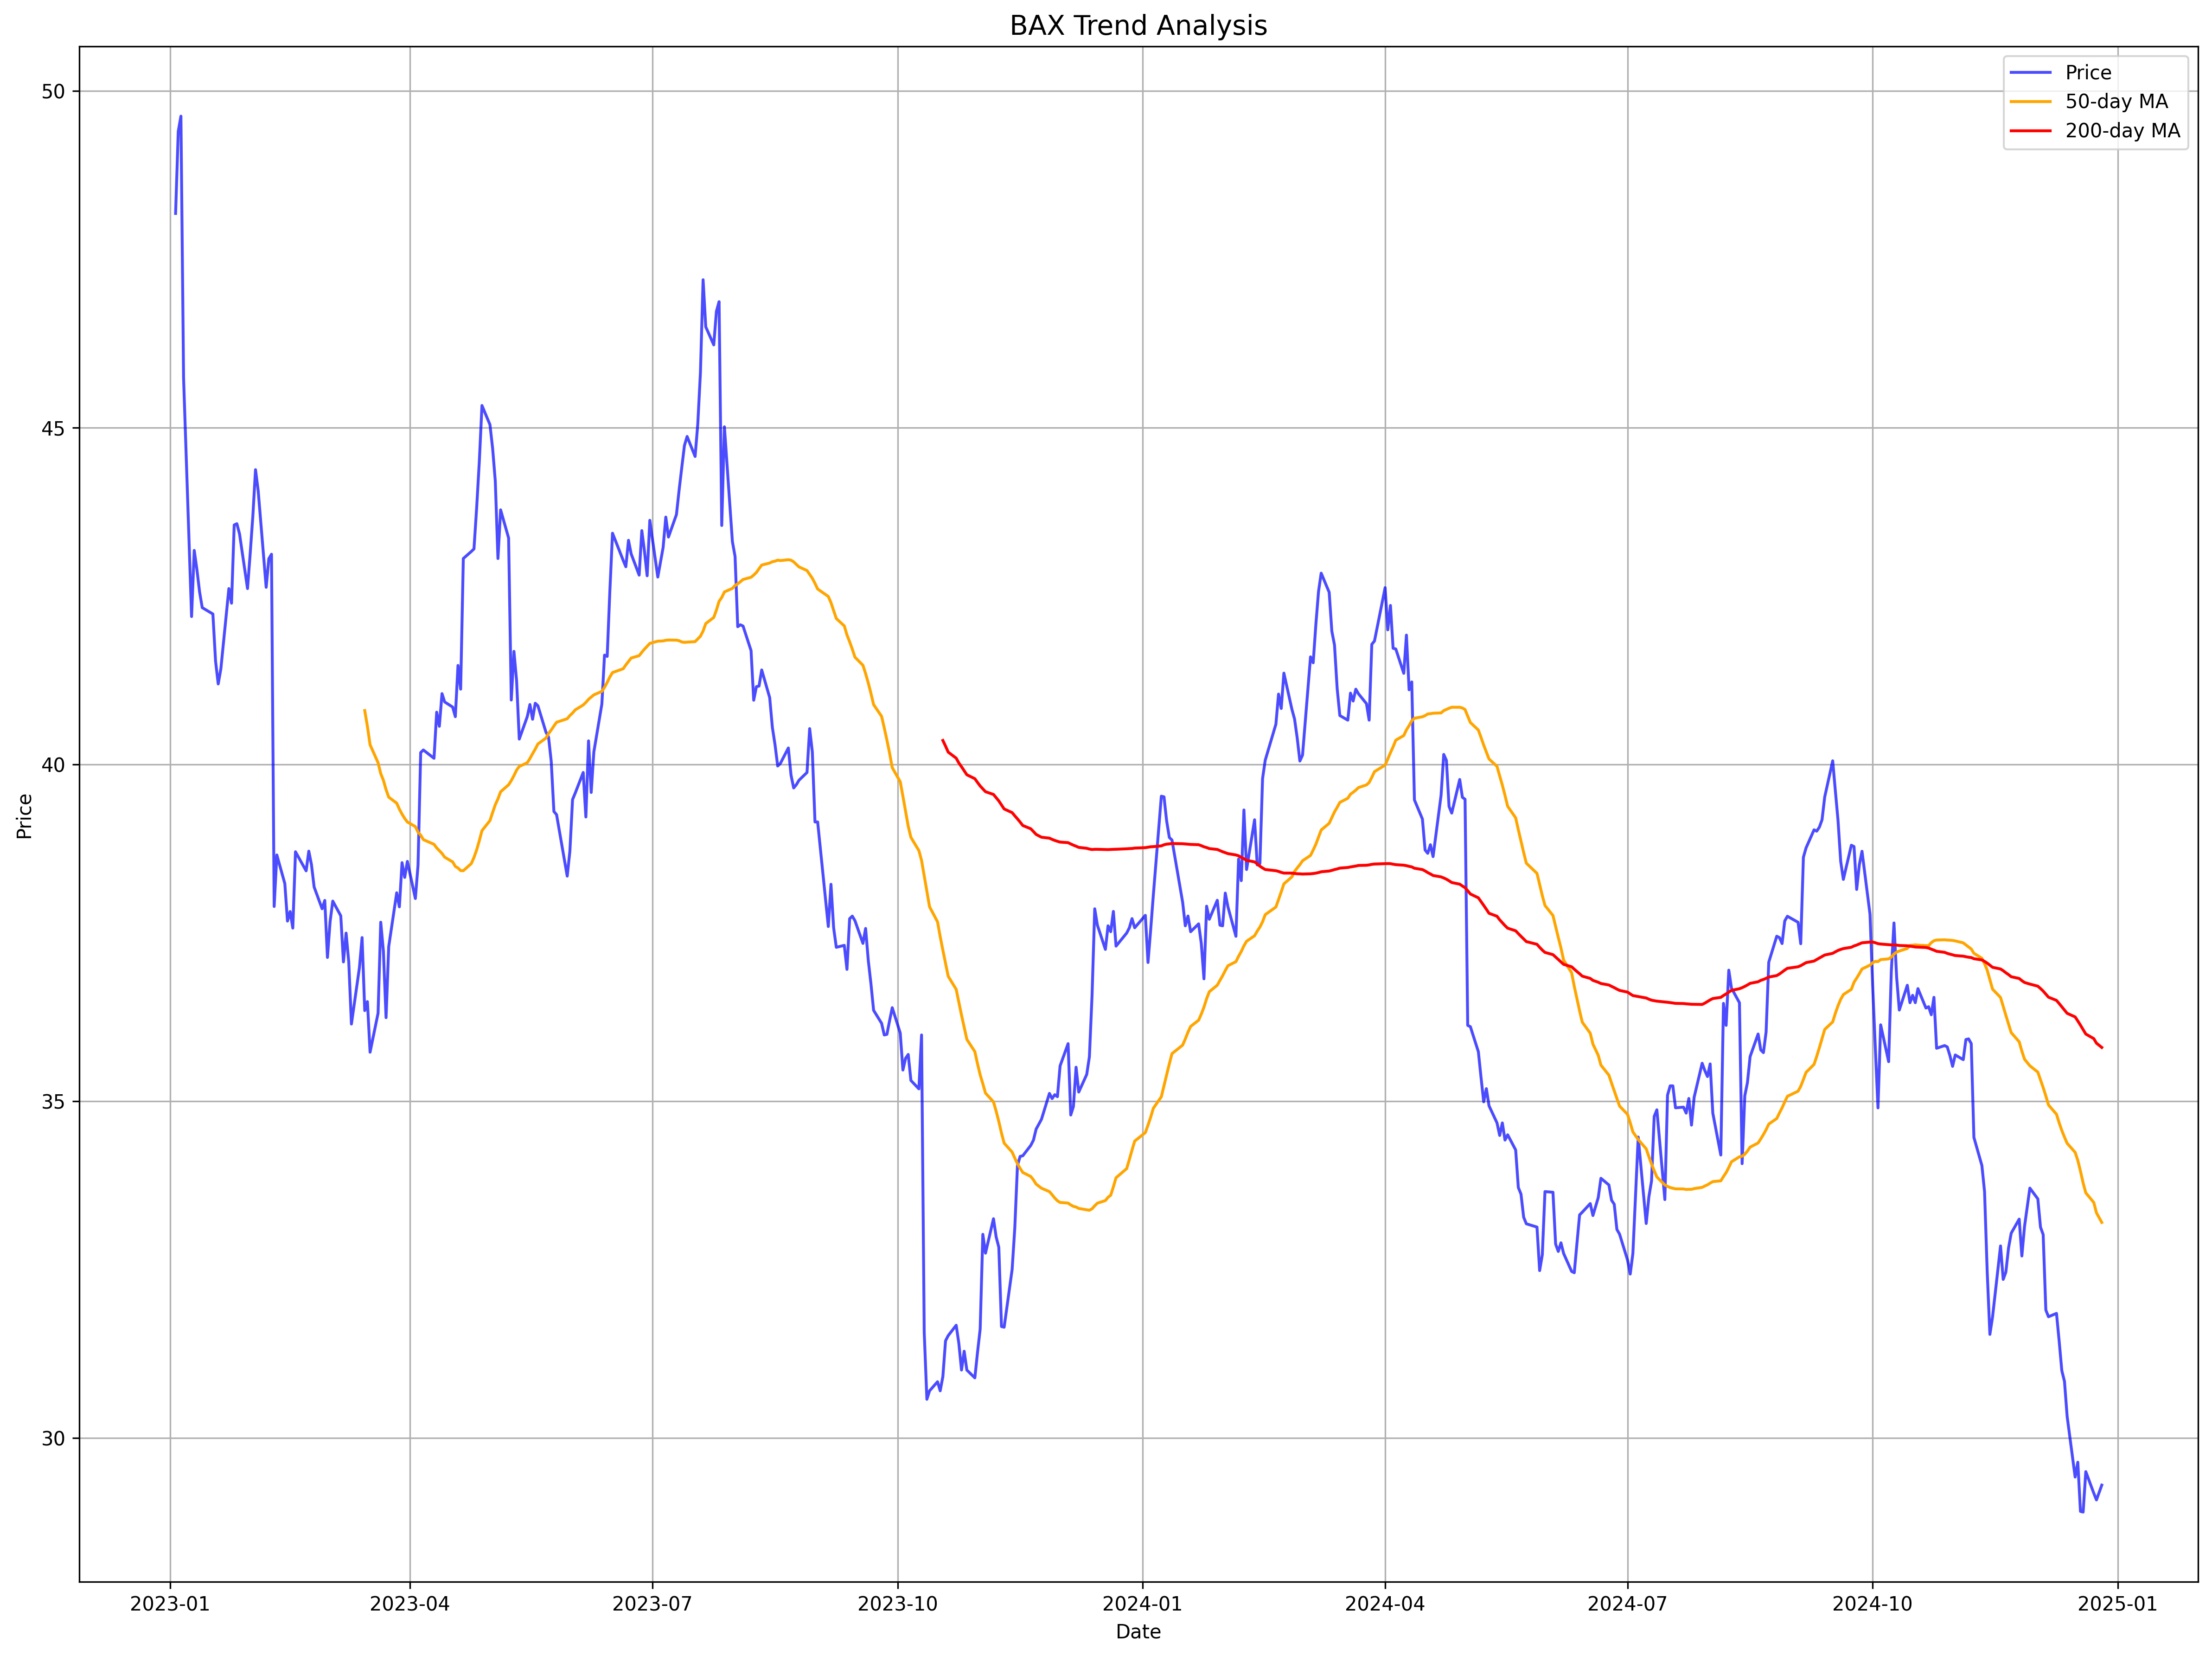 BAX Trend Analysis
Price
50-day MA
200-day MA
50
45
40
35
30
Price
2023-01
2023-04
2023-07
2023-10
2024-01
2024-04
2024-07
2024-10
2025-01
Date